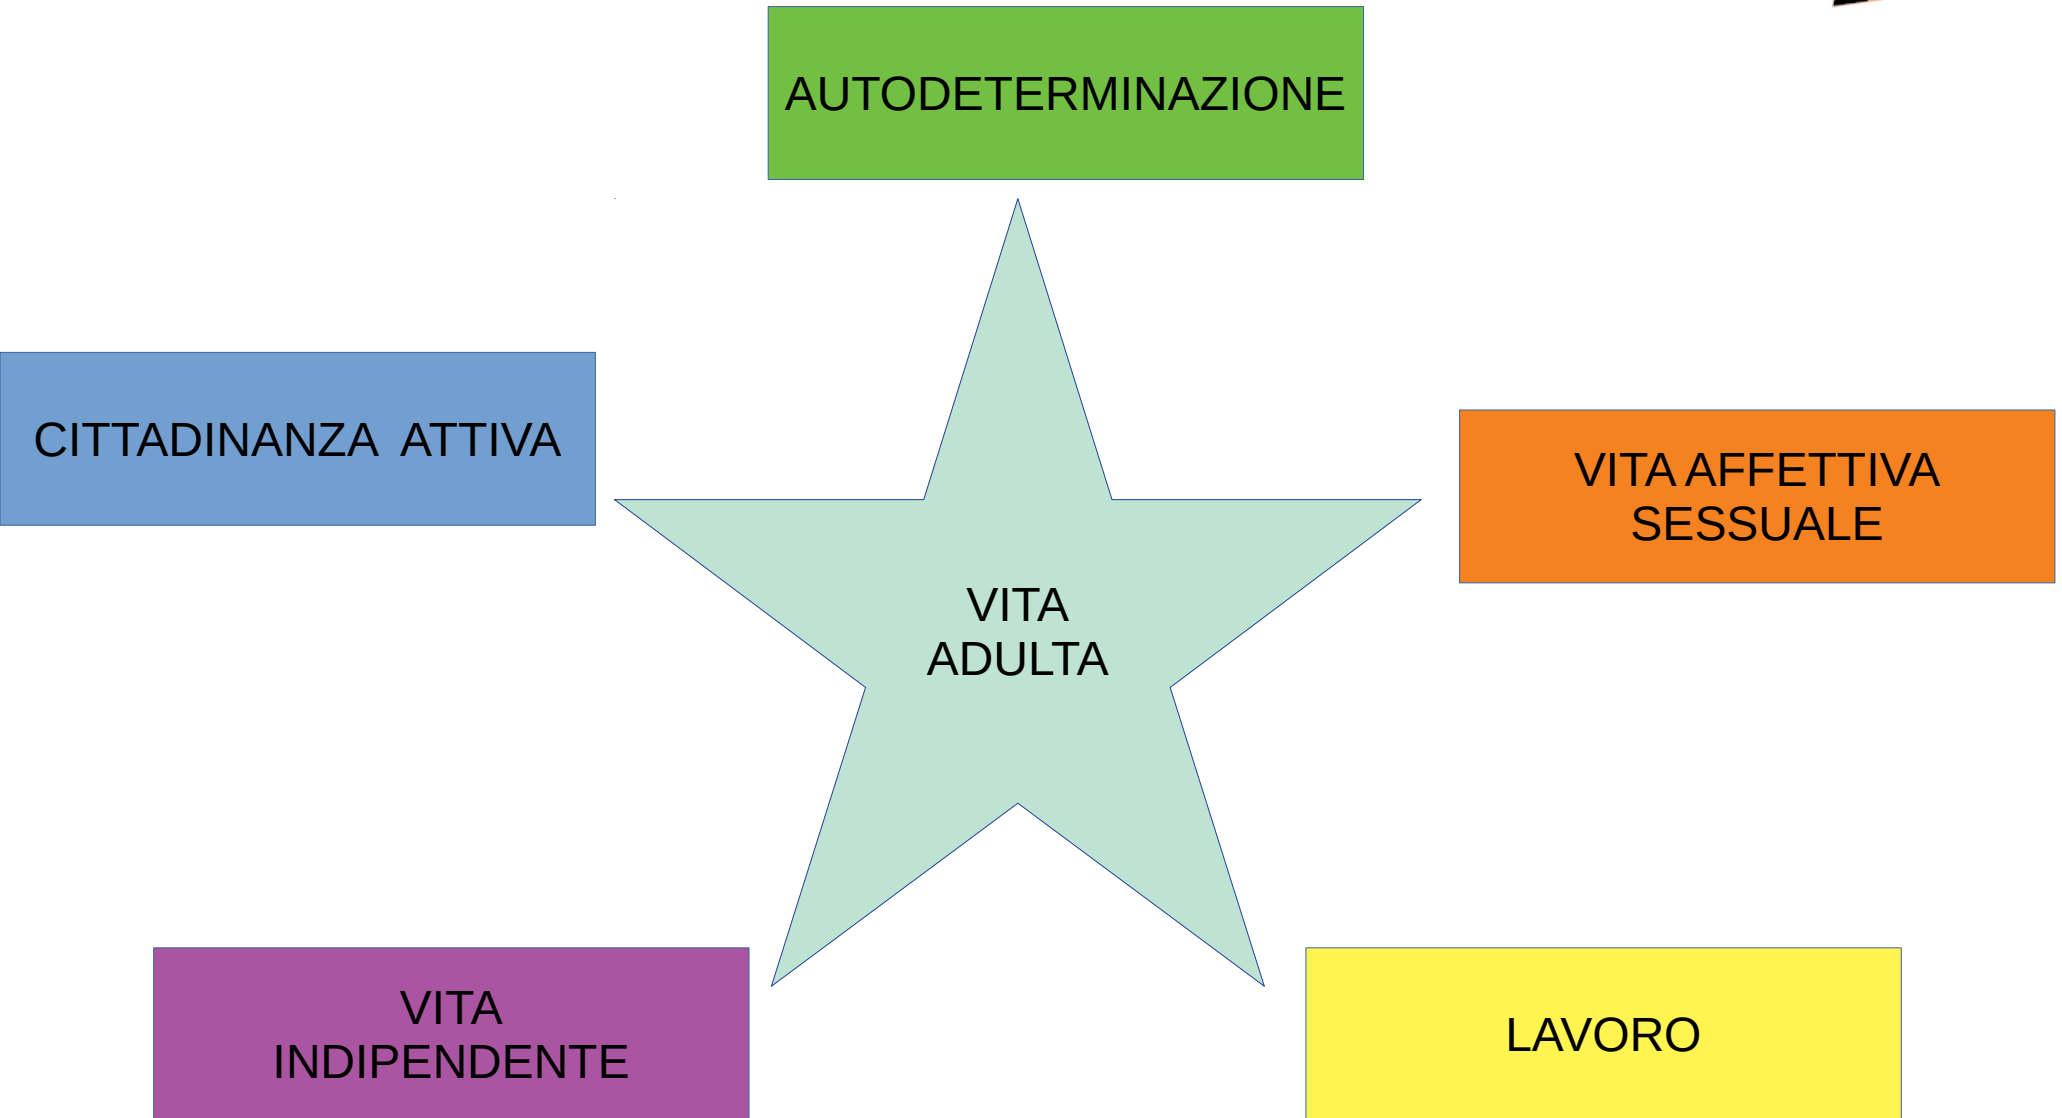 AUTODETERMINAZIONE
CITTADINANZA ATTIVA
VITA AFFETTIVA
SESSUALE
VITA
ADULTA
VITA
INDIPENDENTE
LAVORO